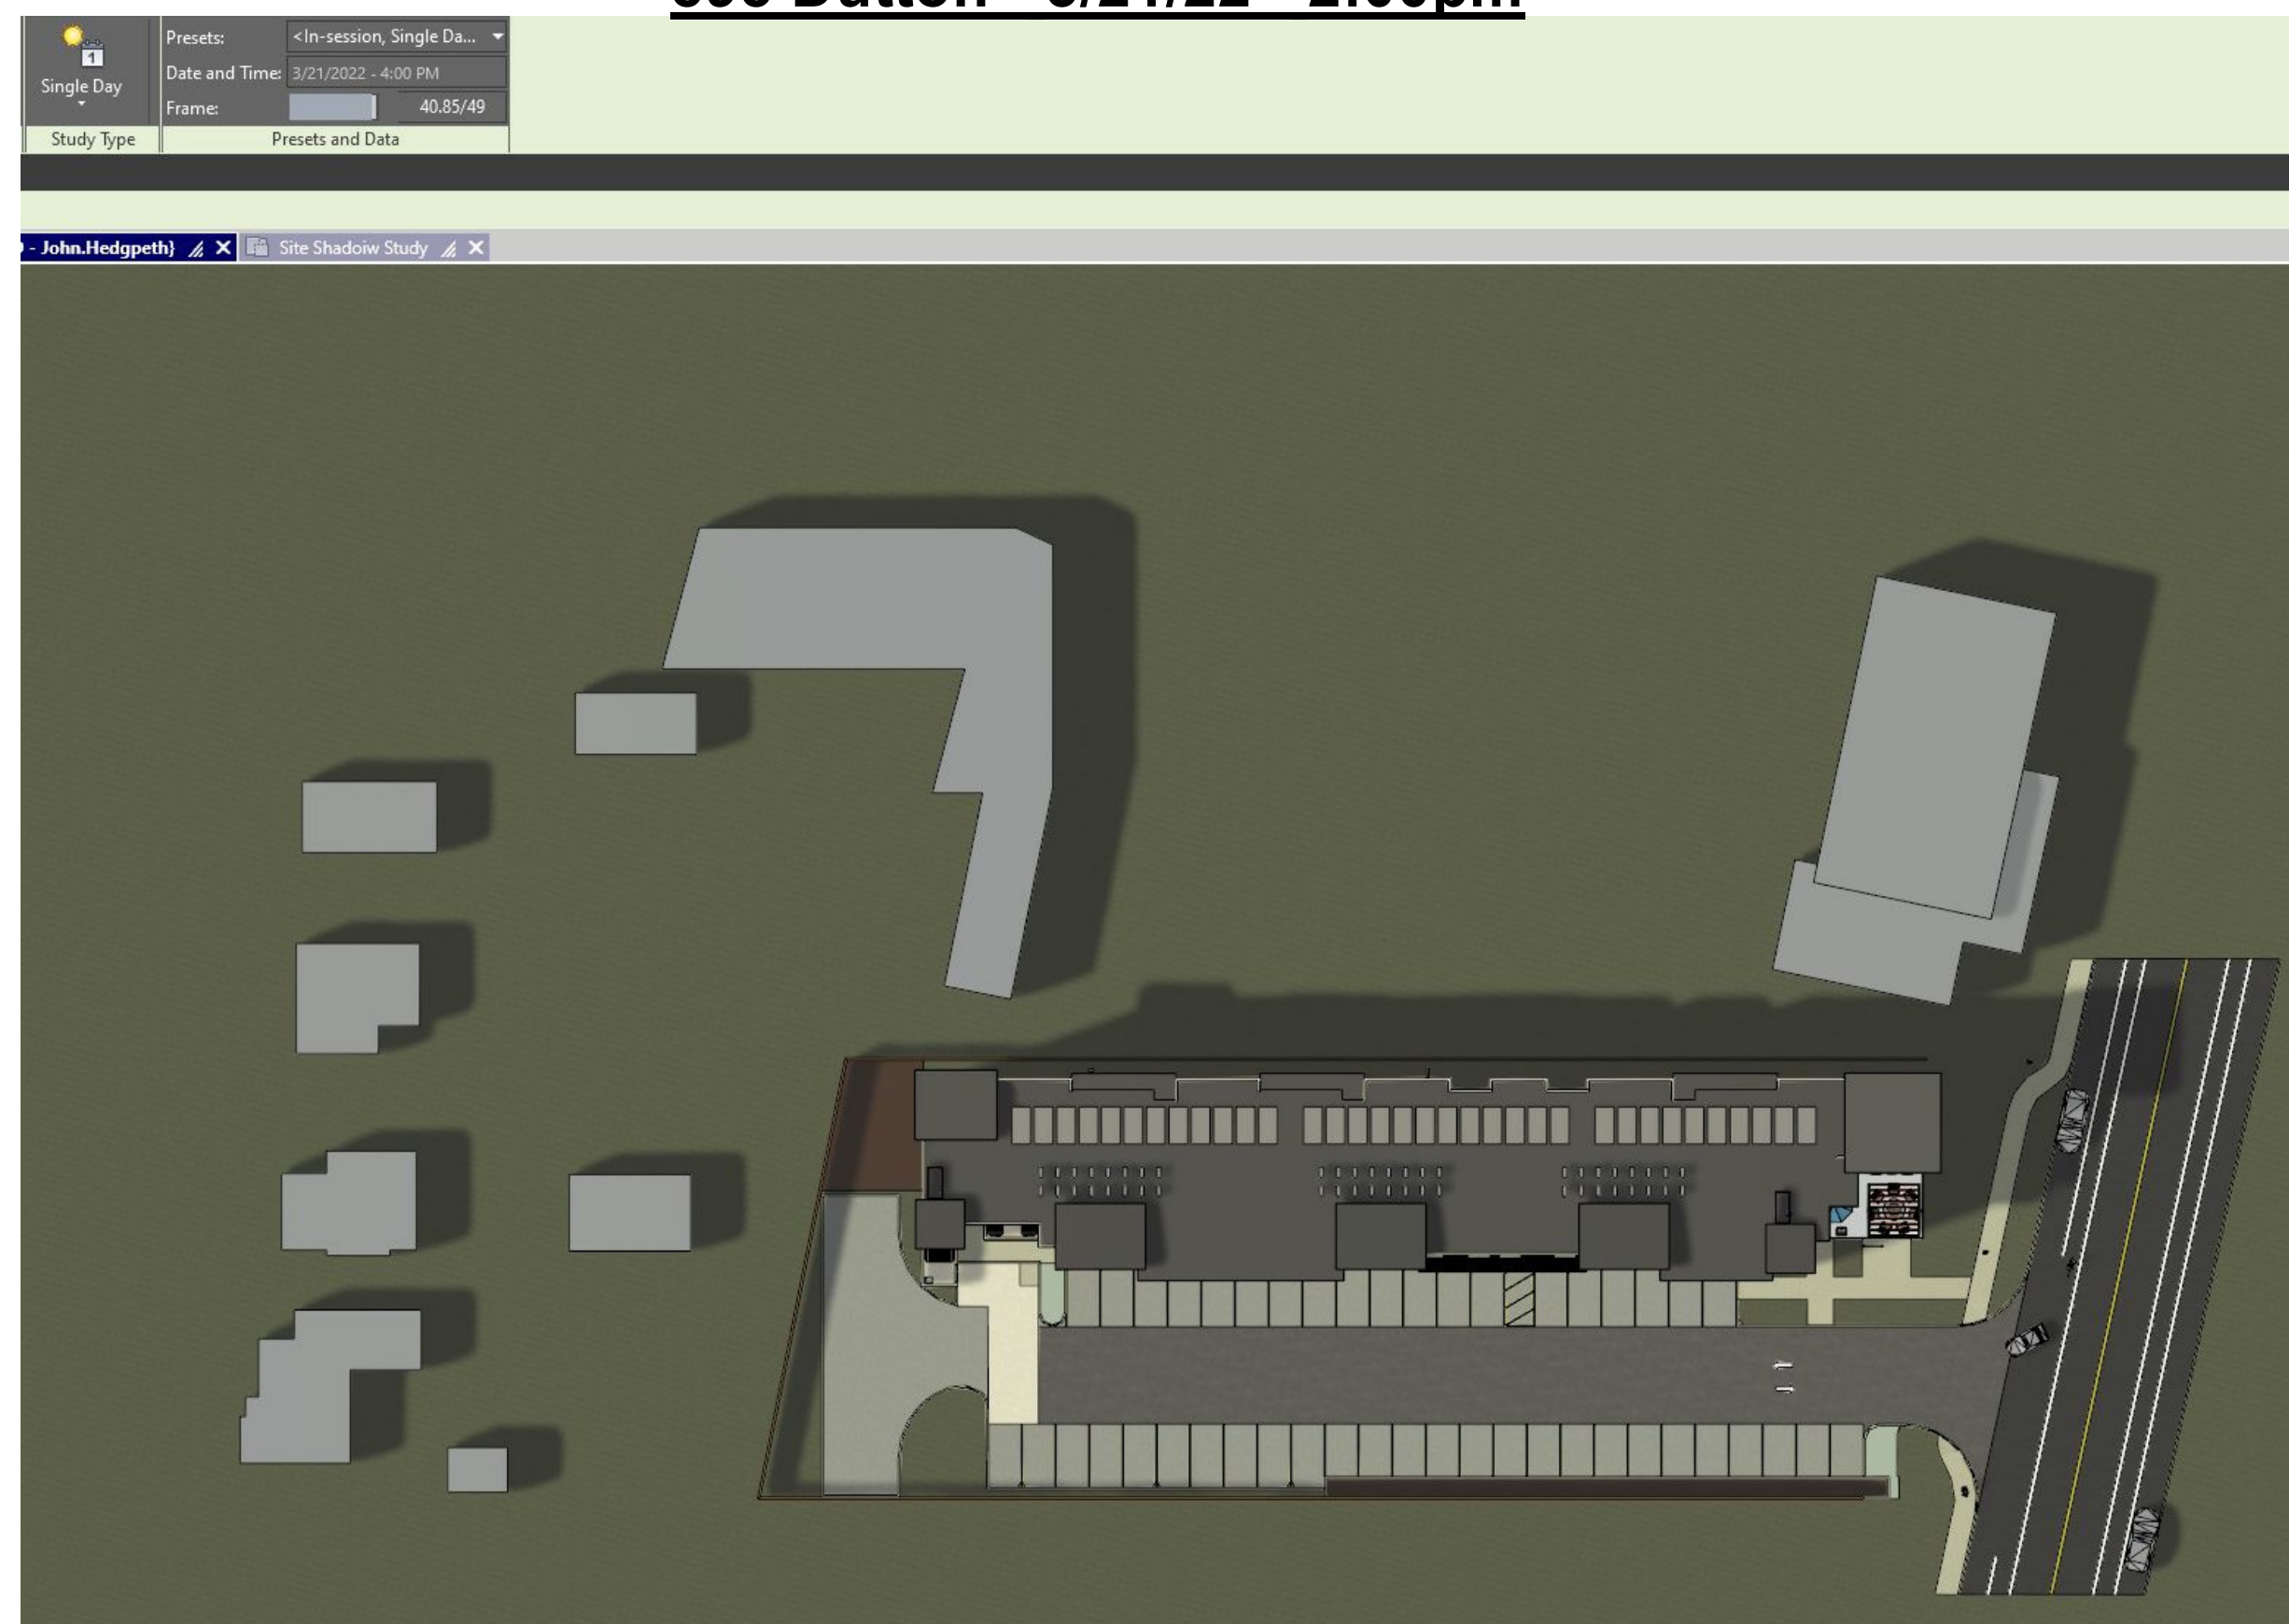 Presets: <In-session, Single Da...
1
Single Day
Date and Time: 3/21/2022 - 4:00 PM
Frame: 40.85/49
Study Type Presets and Data
- John.Hedgpeth} Site Shadoiw Study